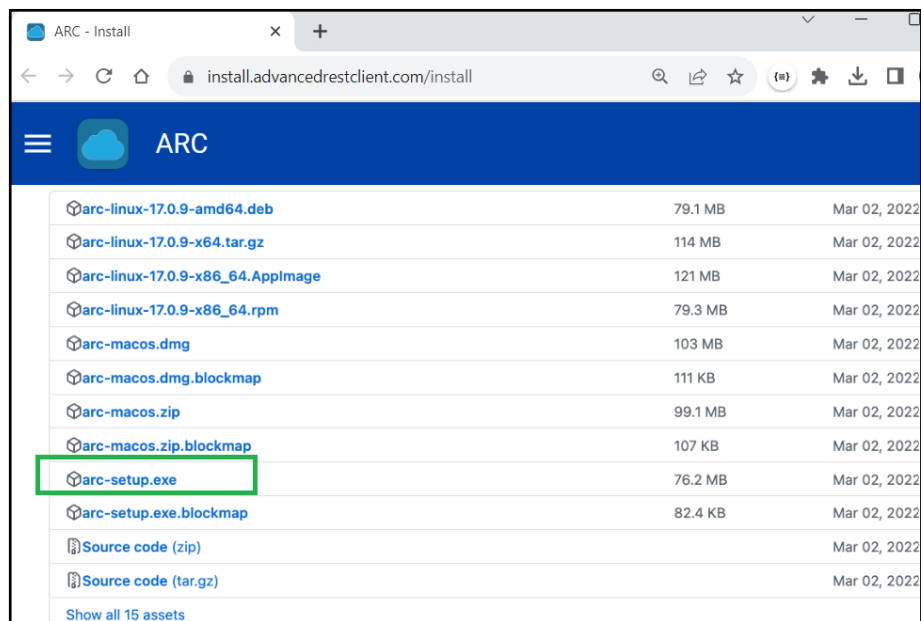 ARC - Install
install.advancedrestclient.com/install
ARC
arc-linux-17.0.9-amd64.deb 79.1 MB Mar 02, 2022
arc-linux-17.0.9-x64.tar.gz 114 MB Mar 02, 2022
arc-linux-17.0.9-x86_64.AppImage 121 MB Mar 02, 2022
arc-linux-17.0.9-x86_64.rpm 79.3 MB Mar 02, 2022
arc-macos.dmg 103 MB Mar 02, 2022
arc-macos.dmg.blockmap 111 KB Mar 02, 2022
arc-macos.zip 99.1 MB Mar 02, 2022
arc-macos.zip.blockmap 107 KB Mar 02, 2022
arc-setup.exe 76.2 MB Mar 02, 2022
arc-setup.exe.blockmap 82.4 KB Mar 02, 2022
Source code (zip) Mar 02, 2022
Source code (tar.gz) Mar 02, 2022
Show all 15 assets